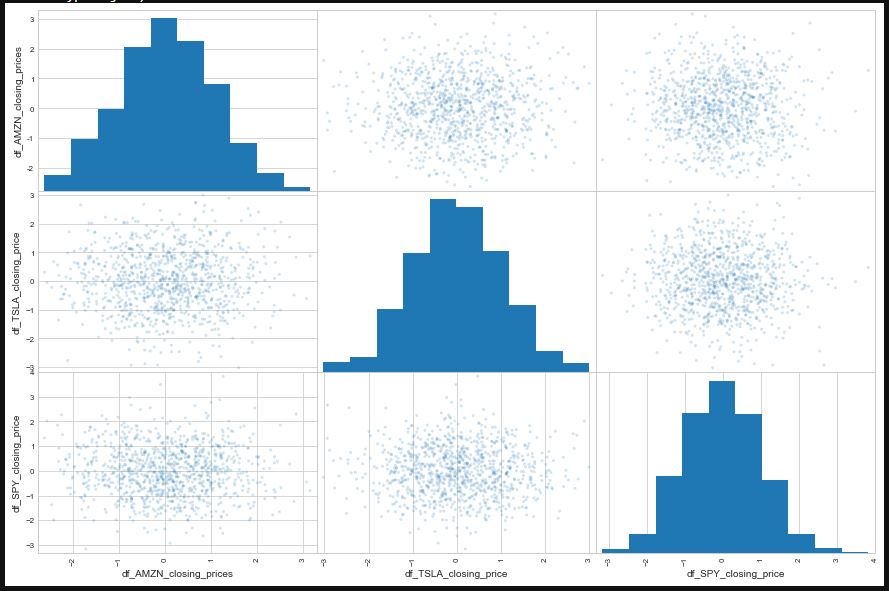 df_AMZN_closing_prices
3
2
1
0
-1
-2
df_TSLA_closing_price
3
2
1
0
−1
−2
−3
df_SPY_closing_price
4
3
2
1
0
−1
−2
−3
−2 −1 0 1 2 3
−3 −2 −1 0 1 2 3
−3 −2 −1 0 1 2 3 4
df_AMZN_closing_prices
df_TSLA_closing_price
df_SPY_closing_price